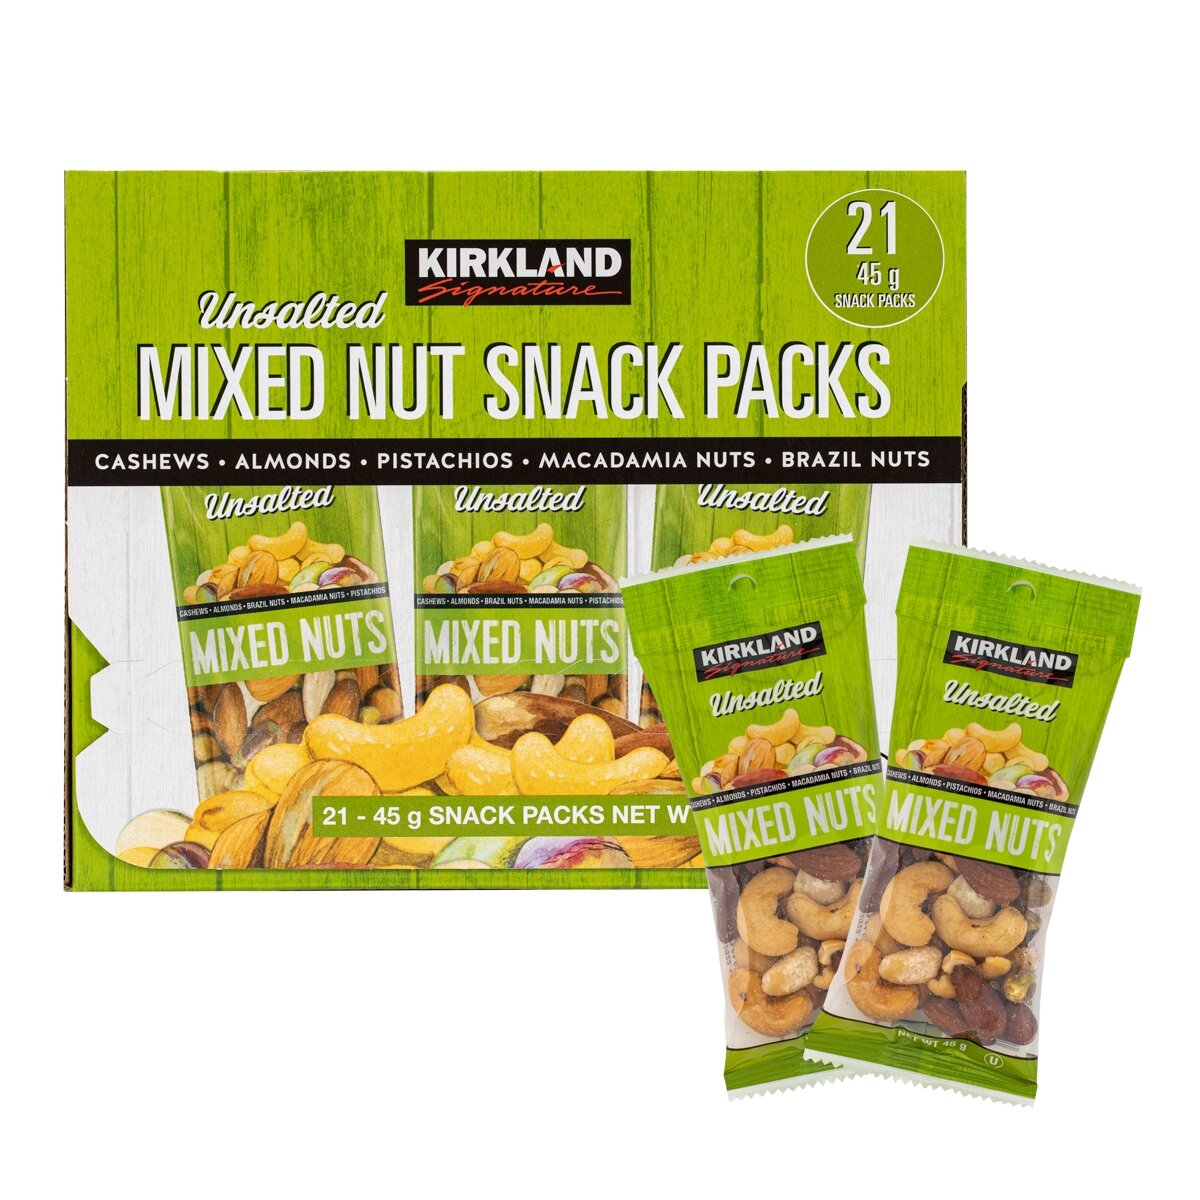 21
45 g
SNACK PACKS
KIRKLAND
Signature
Unsalted
MIXED NUT SNACK PACKS
CASHEWS • ALMONDS • PISTACHIOS • MACADAMIA NUTS • BRAZIL NUTS
Unsalted
CASHEWS • ALMONDS • BRAZIL NUTS • MACADAMIA NUTS • PISTACHIOS
MIXED NUTS
Unsalted
CASHEWS • ALMONDS • BRAZIL NUTS • MACADAMIA NUTS • PISTACHIOS
MIXED NUTS
Unsalted
21 - 45 g SNACK PACKS NET
KIRKLAND
Signature
Unsalted
ALMONDS • PISTACHIOS • MACADAMIA NUTS • BRAZIL
MIXED NUTS
KIRKLAND
Signature
Unsalted
CASHEWS • ALMONDS • PISTACHIOS • MACADAMIA NUTS • BRAZIL NUTS
MIXED NUTS
NET WT 45 g
U